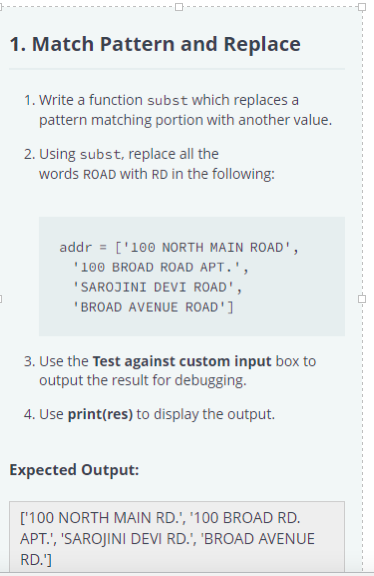 1. Match Pattern and Replace
1. Write a function subst which replaces a
pattern matching portion with another value.
2. Using subst, replace all the
words ROAD with RD in the following:
addr = ['100 NORTH MAIN ROAD',
'100 BROAD ROAD APT.',
'SAROJINI DEVI ROAD',
'BROAD AVENUE ROAD']
3. Use the Test against custom input box to
output the result for debugging.
4. Use print(res) to display the output.
Expected Output:
['100 NORTH MAIN RD.', '100 BROAD RD.
APT.', 'SAROJINI DEVI RD.', 'BROAD AVENUE
RD.']